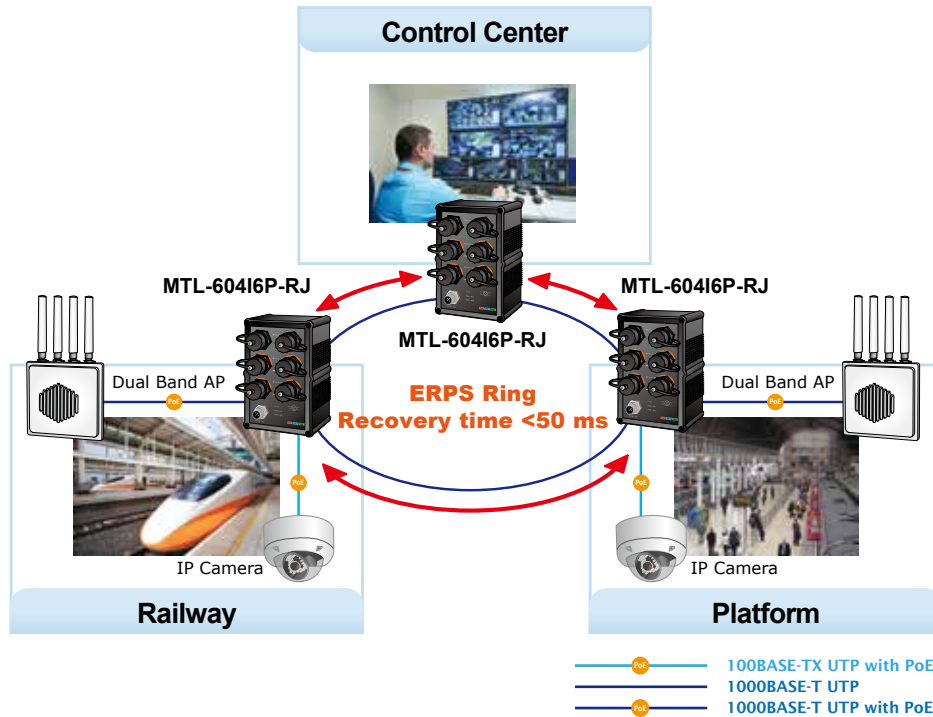 Control Center
MTL-604I6P-RJ
MTL-604I6P-RJ
MTL-604I6P-RJ
Dual Band AP
PoE
Dual Band AP
PoE
ERPS Ring
Recovery time <50 ms
PoE
PoE
IP Camera
IP Camera
Railway
Platform
PoE
100BASE-TX UTP with PoE
1000BASE-T UTP
PoE
1000BASE-T UTP with PoE